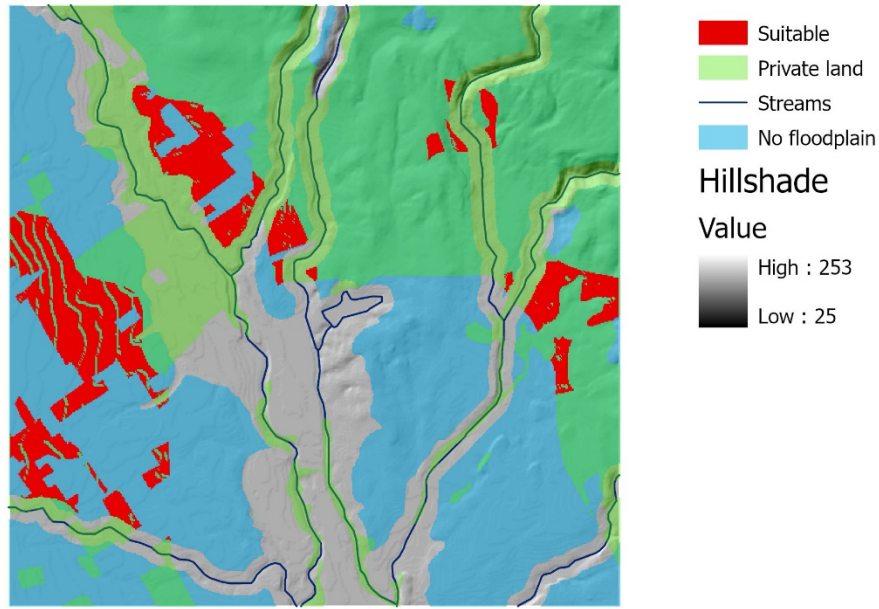 Suitable
Private land
Streams
No floodplain
Hillshade
Value
High : 253
Low : 25